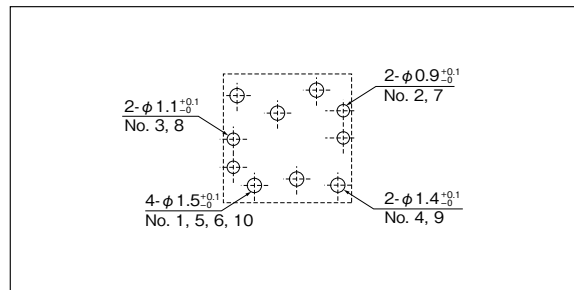 2-φ0.9+0.1-0
No. 2, 7
2-φ1.1+0.1-0
No. 3, 8
4-φ1.5+0.1-0
No. 1, 5, 6, 10
2-φ1.4+0.1-0
No. 4, 9